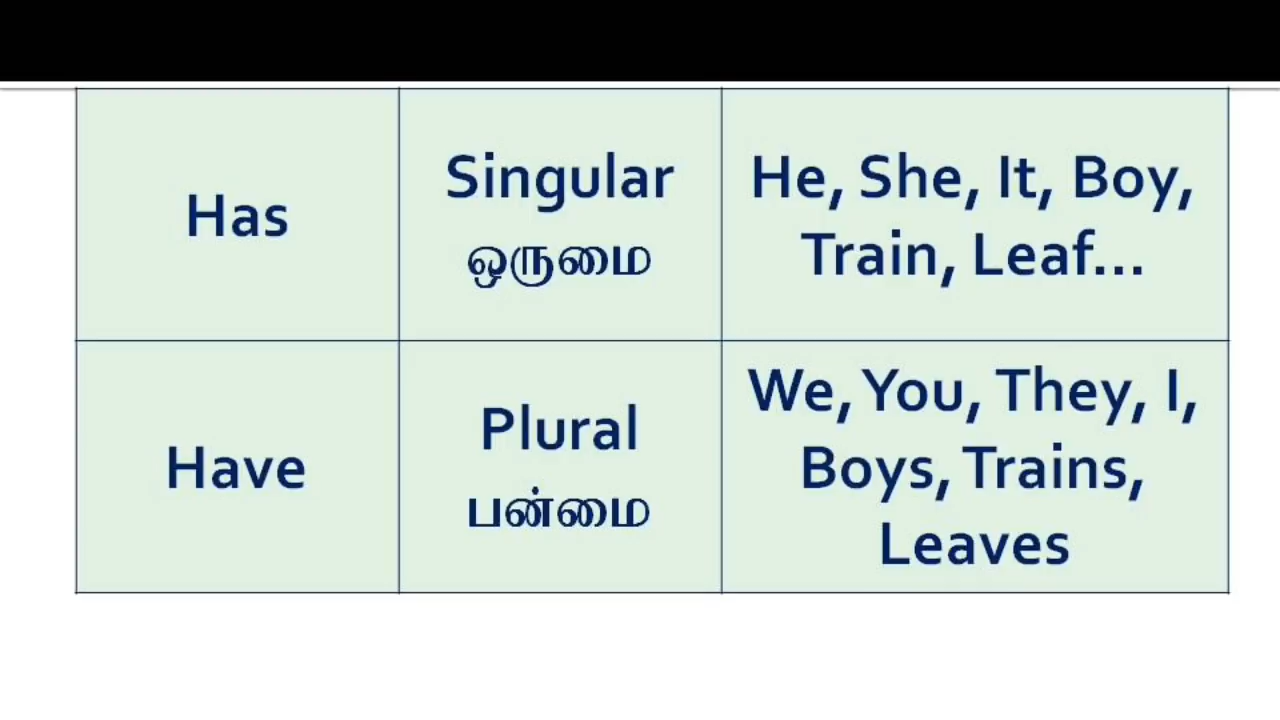 Has
Singular
ஒருமை
He, She, It, Boy,
Train, Leaf...
Have
Plural
பன்மை
We, You, They, I,
Boys, Trains,
Leaves